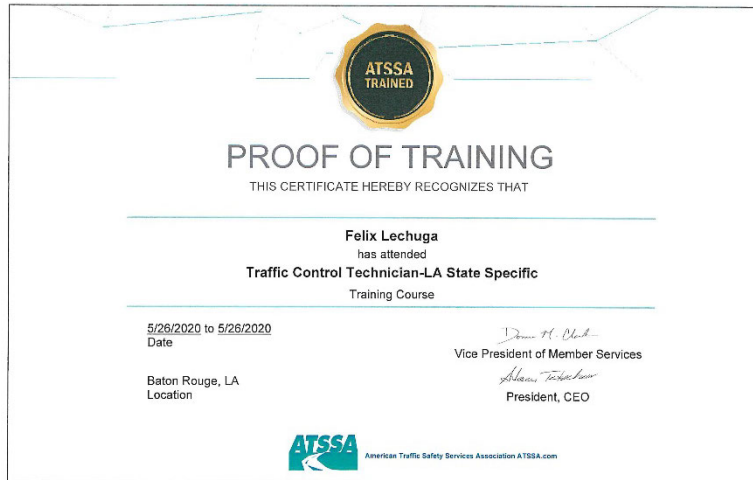 ATSSA
TRAINED
PROOF OF TRAINING
THIS CERTIFICATE HEREBY RECOGNIZES THAT
Felix Lechuga
has attended
Traffic Control Technician-LA State Specific
Training Course
5/26/2020 to 5/26/2020
Date
Vice President of Member Services
Baton Rouge, LA
Location
President, CEO
ATSSA
American Traffic Safety Services Association ATSSA.com